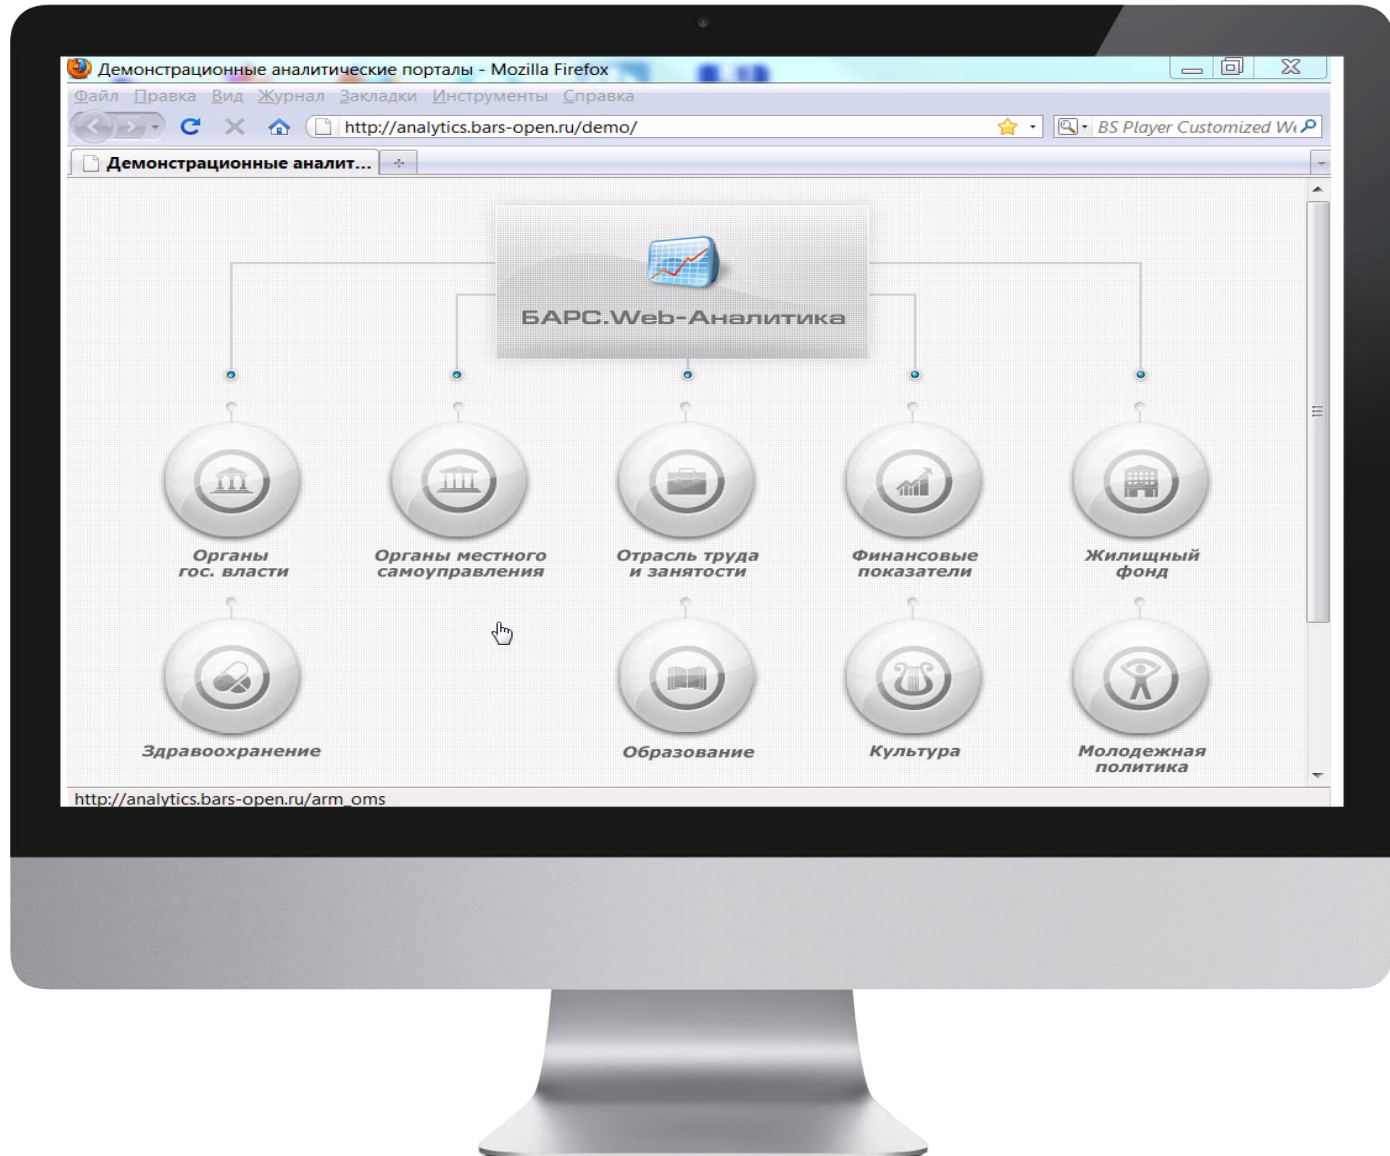 Демонстрационные аналитические порталы - Mozilla Firefox
Файл Правка Вид Журнал Закладки Инструменты Справка
http://analytics.bars-open.ru/demo/
BS Player Customized We
Демонстрационные аналит...
БАРС.Web-Аналитика
Органы
гос. власти
Органы местного
самоуправления
Отрасль труда
и занятости
Финансовые
показатели
Жилищный
фонд
Здравоохранение
Образование
Культура
Молодежная
политика
http://analytics.bars-open.ru/arm_oms